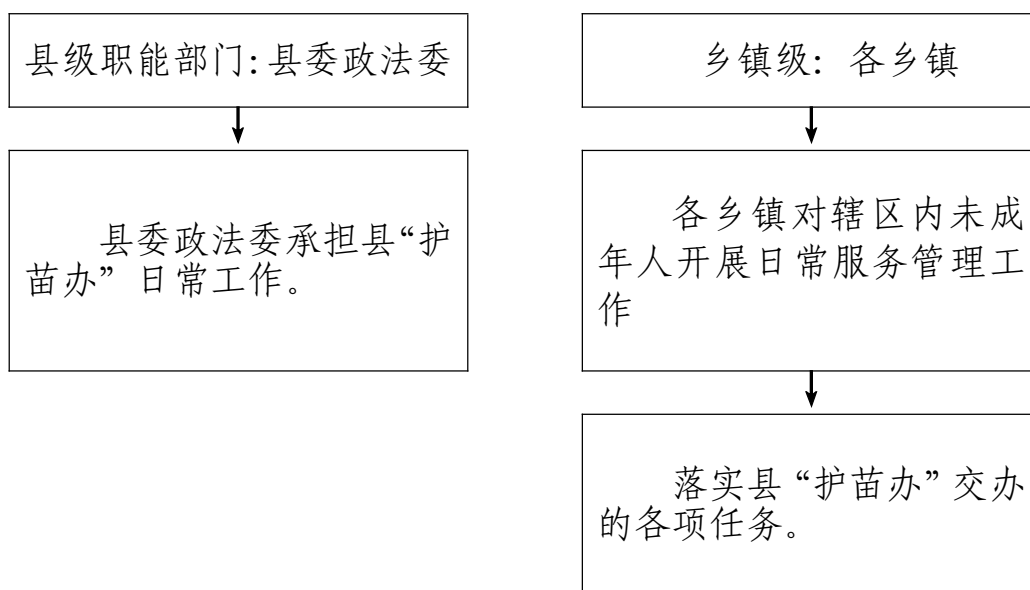 县级职能部门:县委政法委
县委政法委承担县“护
苗办”日常工作。
乡镇级: 各乡镇
各乡镇对辖区内未成
年人开展日常服务管理工
作
落实县“护苗办”交办
的各项任务。